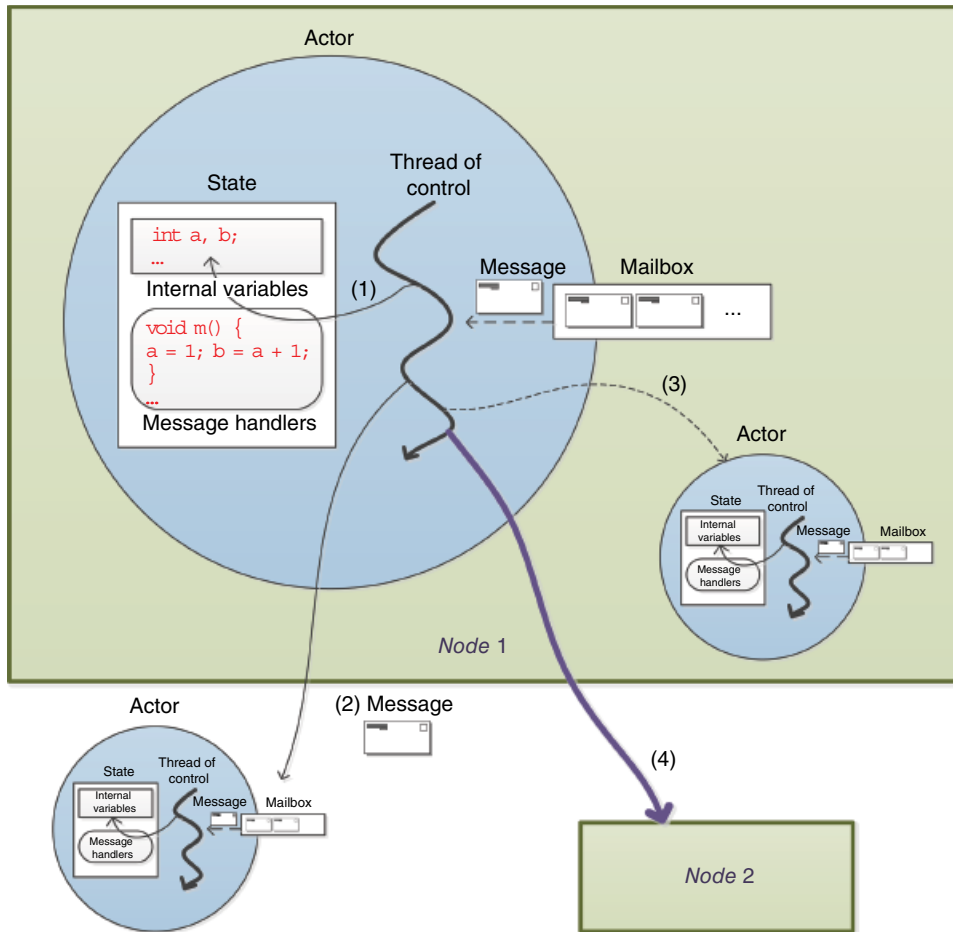 Actor
Thread of
control
State
int a, b;
...
Internal variables
void m() {
a = 1; b = a + 1;
}
...
Message handlers
(1)
Message
Mailbox
...
(3)
Actor
State
Thread of
control
Internal
variables
Message
Mailbox
Message
handlers
Node 1
(2) Message
Actor
State
Thread of
control
Internal
variables
Message
Mailbox
Message
handlers
(4)
Node 2